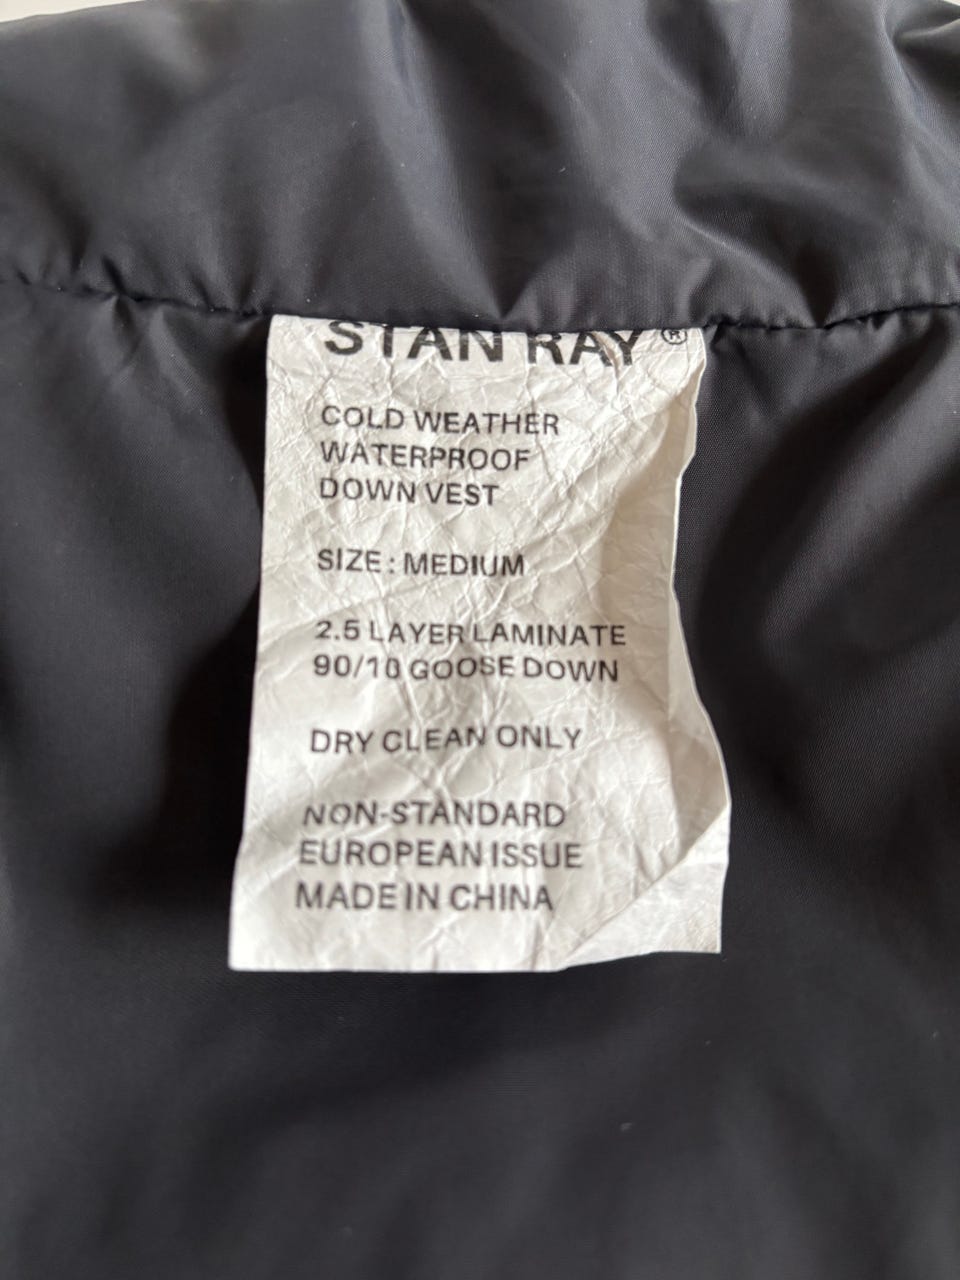 STAN RAY®
COLD WEATHER
WATERPROOF
DOWN VEST
SIZE: MEDIUM
2.5 LAYER LAMINATE
90/10 GOOSE DOWN
DRY CLEAN ONLY
NON-STANDARD
EUROPEAN ISSUE
MADE IN CHINA